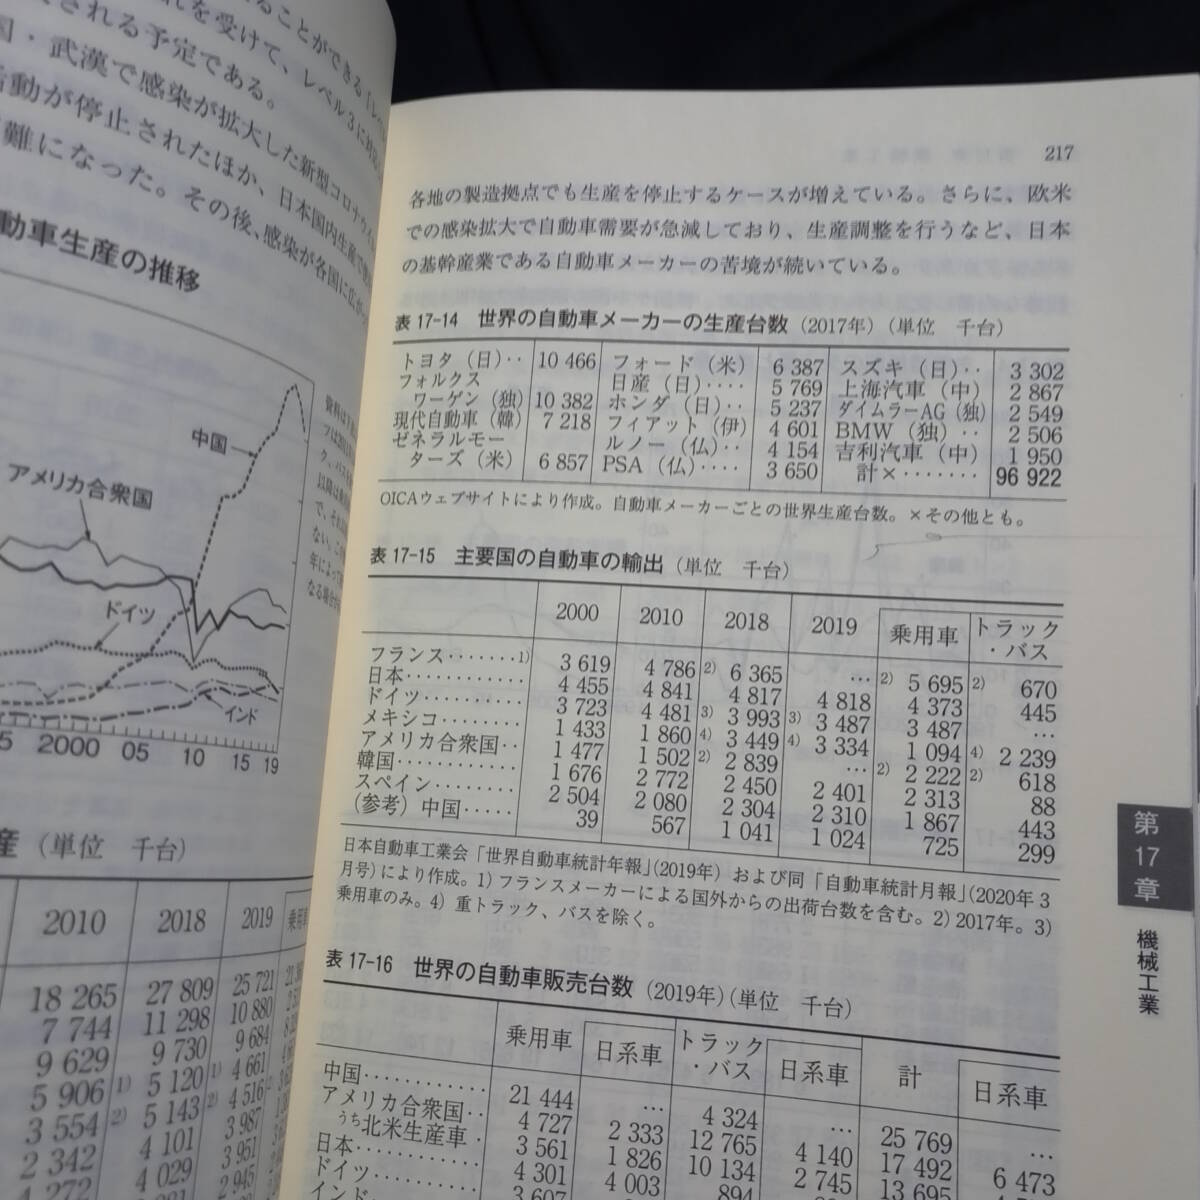 ることができる「レベ
れを受けて、レベル3に対応
される予定である。
国・武漢で感染が拡大した新型コロナウイル
活動が停止されたほか、日本国内生産で
難になった。その後、感染が各国に広が
動車生産の推移
中国
アメリカ合衆国
ドイツ
インド
2000 05 10 15 19
産 (単位 千台)
2010 2018 2019 乗用車
18 265 27 809 25 721
7 744 11 298 10 880
9 629 9 730 9 684
5 906 1) 5 120 1) 4 661
3 554 2) 5 143 2) 4 516
2 342 4 101 3 987
4 272 4 029 3 951
217
各地の製造拠点でも生産を停止するケースが増えている。さらに、欧米
での感染拡大で自動車需要が急減しており、生産調整を行うなど、日本
の基幹産業である自動車メーカーの苦境が続いている。
表 17-14 世界の自動車メーカーの生産台数 (2017年) (単位 千台)
トヨタ (日)‥ 10 466 フォード (米) 6 387 スズキ (日)‥ 3 302
フォルクス 日産 (日)‥‥ 5 769 上海汽車 (中) 2 867
ワーゲン (独) 10 382 ホンダ (日)‥ 5 237 ダイムラーAG (独) 2 549
現代自動車 (韓) 7 218 フィアット (伊) 4 601 BMW (独) ‥ 2 506
ゼネラルモー ルノー (仏)‥ 4 154 吉利汽車 (中) 1 950
ターズ (米) 6 857 PSA (仏)‥‥ 3 650 計×‥‥‥‥ 96 922
OICAウェブサイトにより作成。自動車メーカーごとの世界生産台数。×その他とも。
表 17-15 主要国の自動車の輸出 (単位 千台)
2000 2010 2018 2019 乗用車 トラック・バス
フランス‥‥‥‥1) 3 619 4 786 2) 6 365 … 2) 5 695 2) 670
日本‥‥‥‥‥‥ 4 455 4 841 4 817 4 818 4 373 445
ドイツ‥‥‥‥‥ 3 723 4 481 3) 3 993 3) 3 487 3 487 …
メキシコ‥‥‥‥ 1 433 1 860 4) 3 449 4) 3 334 1 094 4) 2 239
アメリカ合衆国‥ 1 477 1 502 2) 2 839 … 2) 2 222 2) 618
韓国‥‥‥‥‥‥ 1 676 2 772 2 450 2 401 2 313 88
スペイン‥‥‥‥ 2 504 2 080 2 304 2 310 1 867 443
(参考) 中国‥‥‥ 39 567 1 041 1 024 725 299
日本自動車工業会「世界自動車統計年報」(2019年) および同「自動車統計月報」(2020年3
月号)により作成。1) フランスメーカーによる国外からの出荷台数を含む。2) 2017年。3)
乗用車のみ。4) 重トラック、バスを除く。
表 17-16 世界の自動車販売台数 (2019年) (単位 千台)
乗用車 日系車 トラック・バス 日系車 計 日系車
中国‥‥‥‥‥‥ 21 444 … 4 324 … 25 769 …
アメリカ合衆国‥ 4 727 2 333 12 765 4 140 17 492 6 473
うち北米生産車・ 3 561 1 826 10 134 2 745 13 695
日本‥‥‥‥‥‥ 4 301 4 003 894
ドイツ‥‥‥‥‥ 3 607
インド
第17章 機械工業